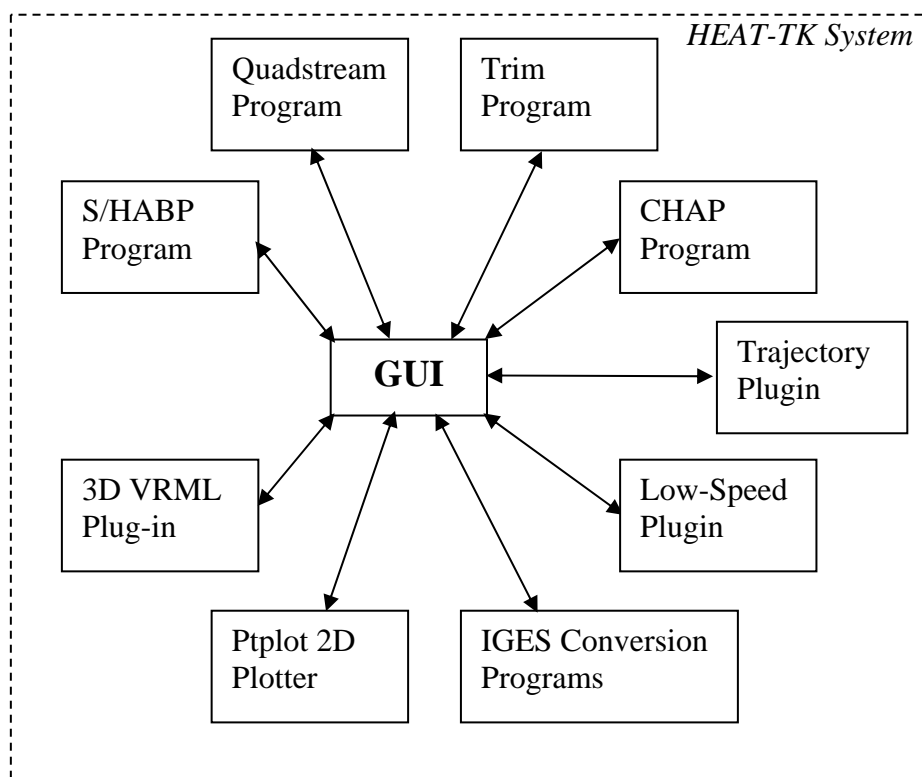 HEAT-TK System
Quadstream
Program
Trim
Program
S/HABP
Program
CHAP
Program
GUI
Trajectory
Plugin
3D VRML
Plug-in
Low-Speed
Plugin
Ptplot 2D
Plotter
IGES Conversion
Programs